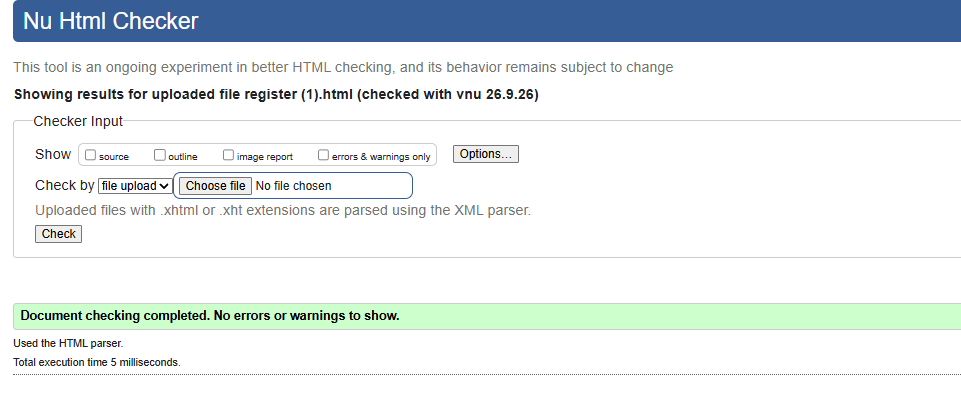 Nu Html Checker
This tool is an ongoing experiment in better HTML checking, and its behavior remains subject to change
Showing results for uploaded file register (1).html (checked with vnu 26.9.26)
Checker Input
Show source outline image report errors & warnings only Options...
Check by file upload Choose file No file chosen
Uploaded files with .xhtml or .xht extensions are parsed using the XML parser.
Check
Document checking completed. No errors or warnings to show.
Used the HTML parser.
Total execution time 5 milliseconds.